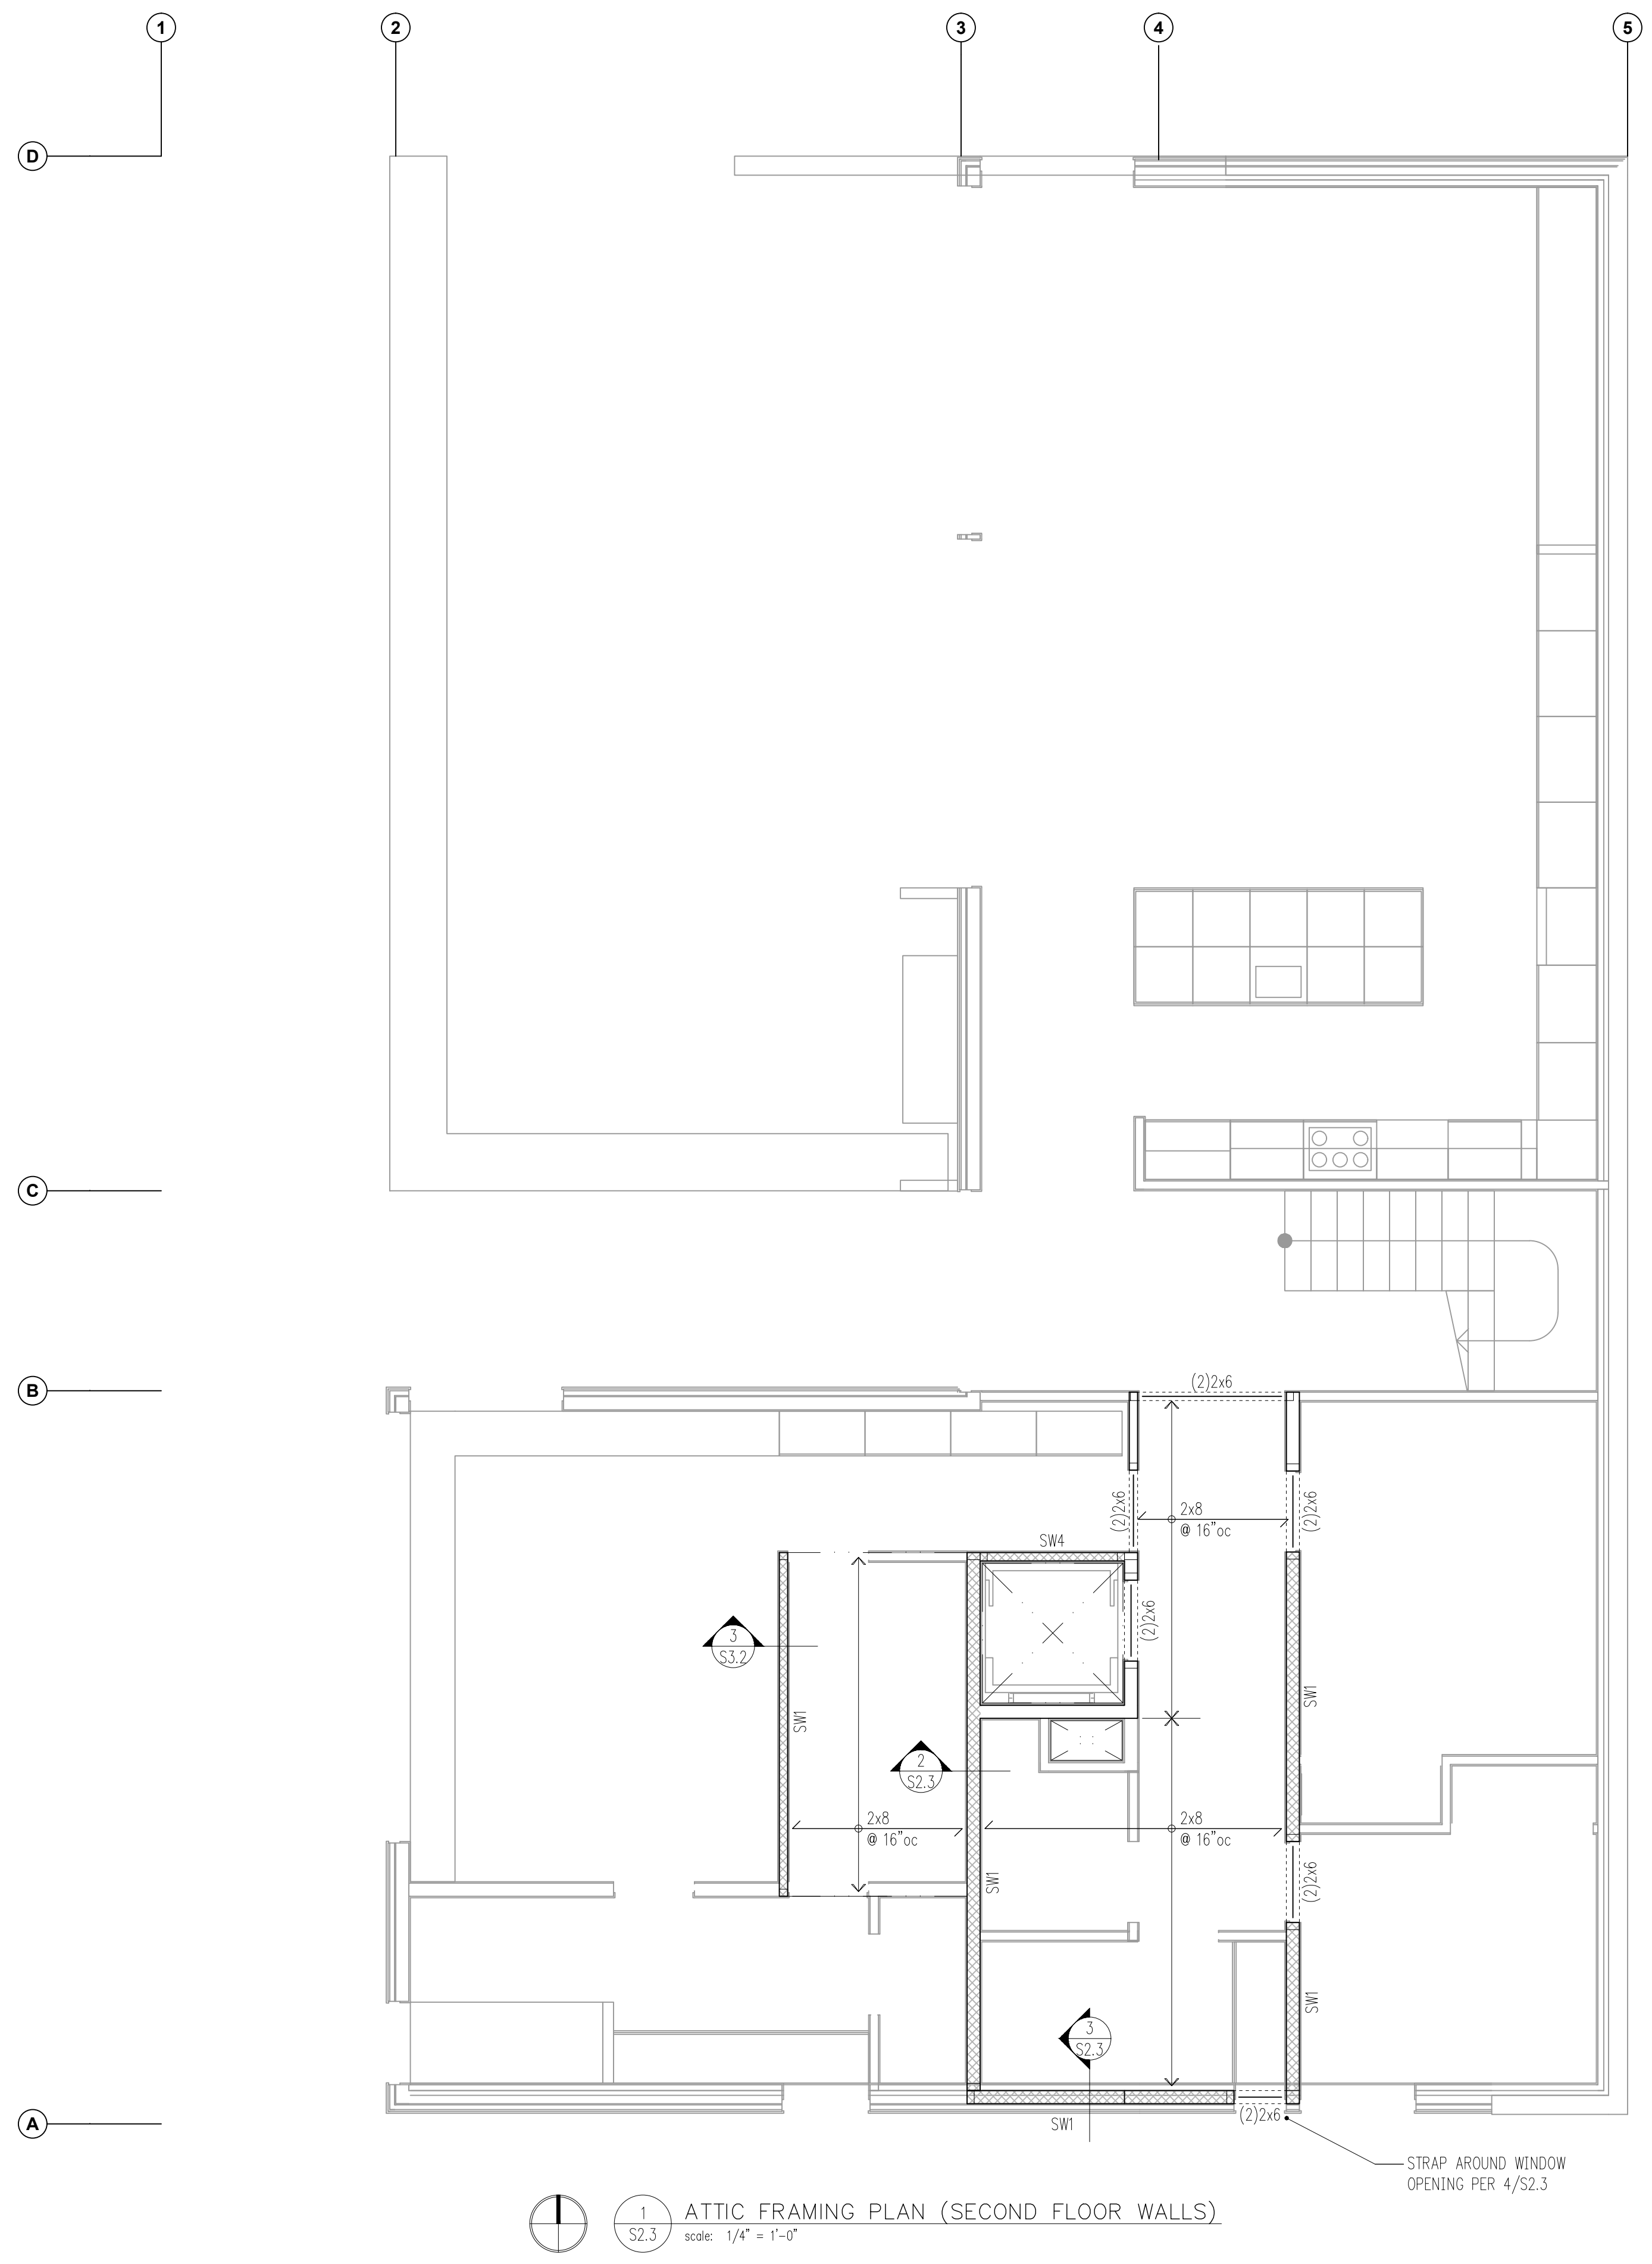 1
2
3
4
5
D
C
B
(2)2x6
(2)2x6
2x8
@ 16"oc
(2)2x6
SW4
(2)2x6
3
S3.2
SW1
SW1
2
S2.3
2x8
@ 16"oc
2x8
@ 16"oc
SW1
(2)2x6
SW1
3
S2.3
A
SW1
(2)2x6
STRAP AROUND WINDOW
OPENING PER 4/S2.3
1
S2.3
ATTIC FRAMING PLAN (SECOND FLOOR WALLS)
scale: 1/4" = 1'-0"